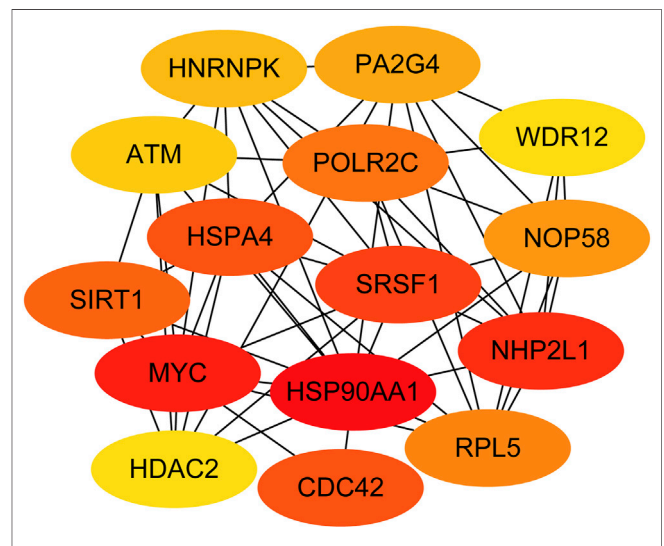 HNRNPK
PA2G4
WDR12
ATM
POLR2C
HSPA4
NOP58
SIRT1
SRSF1
NHP2L1
MYC
HSP90AA1
RPL5
HDAC2
CDC42